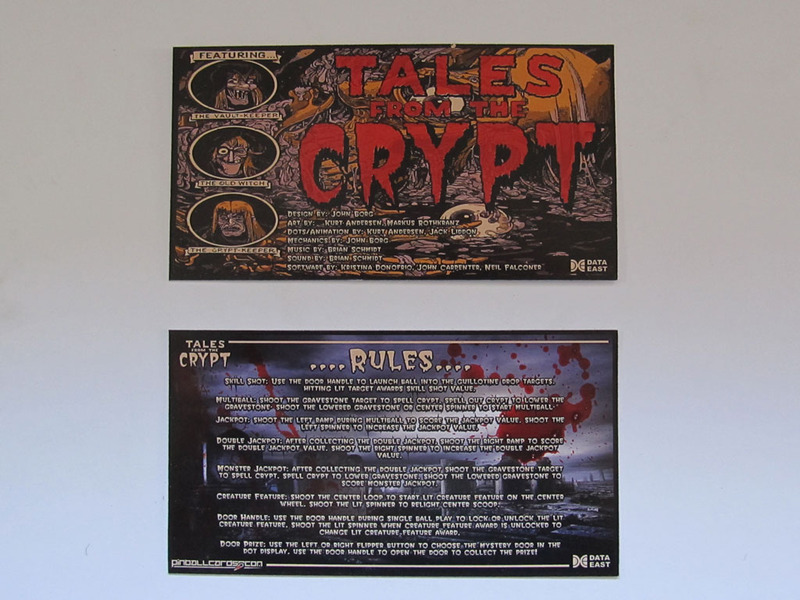 FEATURING...
THE VAULT-KEEPER
THE OLD WITCH
THE CRYPT-KEEPER
TALES
FROM THE
CRYPT
DESIGN BY: JOHN BORG
ART BY: KURT ANDERSEN, MARKUS ROTHKRANZ
DOTS/ANIMATION BY: KURT ANDERSEN, JACK LIDDON
MECHANICS BY: JOHN BORG
MUSIC BY: BRIAN SCHMIDT
SOUND BY: BRIAN SCHMIDT
SOFTWARE BY: KRISTINA DONOFRIO, JOHN CARPENTER, NEIL FALCONER
DATA
EAST
TALES
FROM THE
CRYPT
....RULES....
SKILL SHOT: USE THE DOOR HANDLE TO LAUNCH BALL INTO THE GUILLOTINE DROP TARGETS.
HITTING LIT TARGET AWARDS SKILL SHOT VALUE.
MULTIBALL: SHOOT THE GRAVESTONE TARGET TO SPELL CRYPT. SPELL OUT CRYPT TO LOWER THE
GRAVESTONE. SHOOT THE LOWERED GRAVESTONE OR CENTER SPINNER TO START MULTIBALL.
JACKPOT: SHOOT THE LEFT RAMP DURING MULTIBALL TO SCORE THE JACKPOT VALUE. SHOOT THE
LEFT SPINNER TO INCREASE THE JACKPOT VALUE.
DOUBLE JACKPOT: AFTER COLLECTING THE DOUBLE JACKPOT, SHOOT THE RIGHT RAMP TO SCORE
THE DOUBLE JACKPOT VALUE. SHOOT THE RIGHT SPINNER TO INCREASE THE DOUBLE JACKPOT
VALUE.
MONSTER JACKPOT: AFTER COLLECTING THE DOUBLE JACKPOT SHOOT THE GRAVESTONE TARGET
TO SPELL CRYPT. SPELL CRYPT TO LOWER GRAVESTONE. SHOOT THE LOWERED GRAVESTONE TO
SCORE MONSTER JACKPOT.
CREATURE FEATURE: SHOOT THE CENTER LOOP TO START LIT CREATURE FEATURE ON THE CENTER
WHEEL. SHOOT LIT SPINNER TO RELIGHT CENTER SCOOP.
DOOR HANDLE: USE THE DOOR HANDLE DURING SINGLE BALL PLAY TO LOCK OR UNLOCK THE LIT
CREATURE FEATURE. SHOOT THE LIT SPINNER WHEN CREATURE FEATURE AWARD IS UNLOCKED TO
CHANGE LIT CREATURE FEATURE AWARD.
DOOR PRIZE: USE THE LEFT OR RIGHT FLIPPER BUTTON TO CHOOSE THE MYSTERY DOOR IN THE
DOT DISPLAY. USE THE DOOR HANDLE TO OPEN THE DOOR TO COLLECT THE PRIZE!
pinballcards.com
DATA
EAST